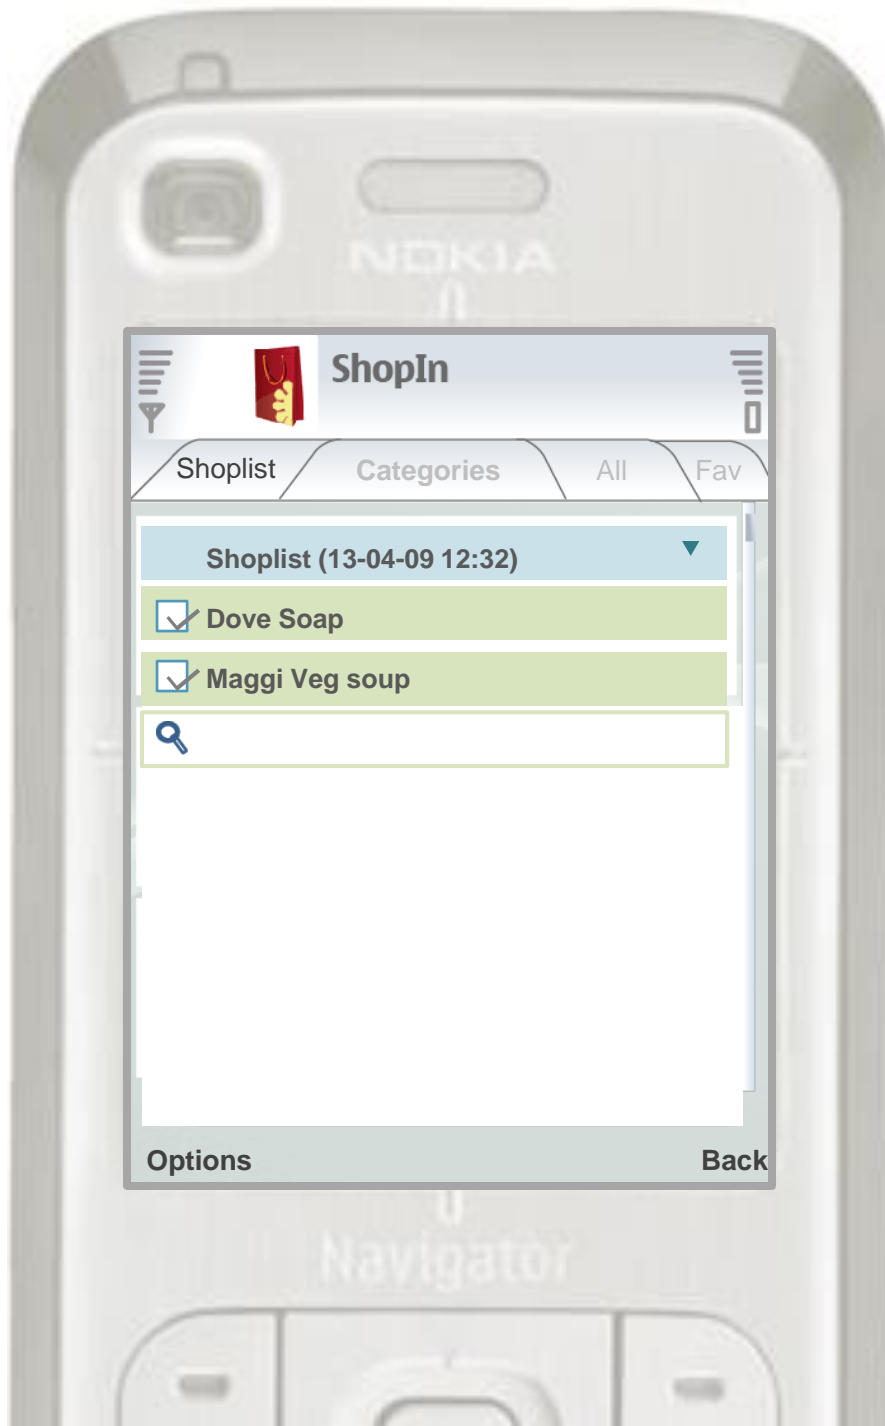 NOKIA
ShopIn
Shoplist Categories All Fav
Shoplist (13-04-09 12:32)
Dove Soap
Maggi Veg soup
Options Back
Navigator